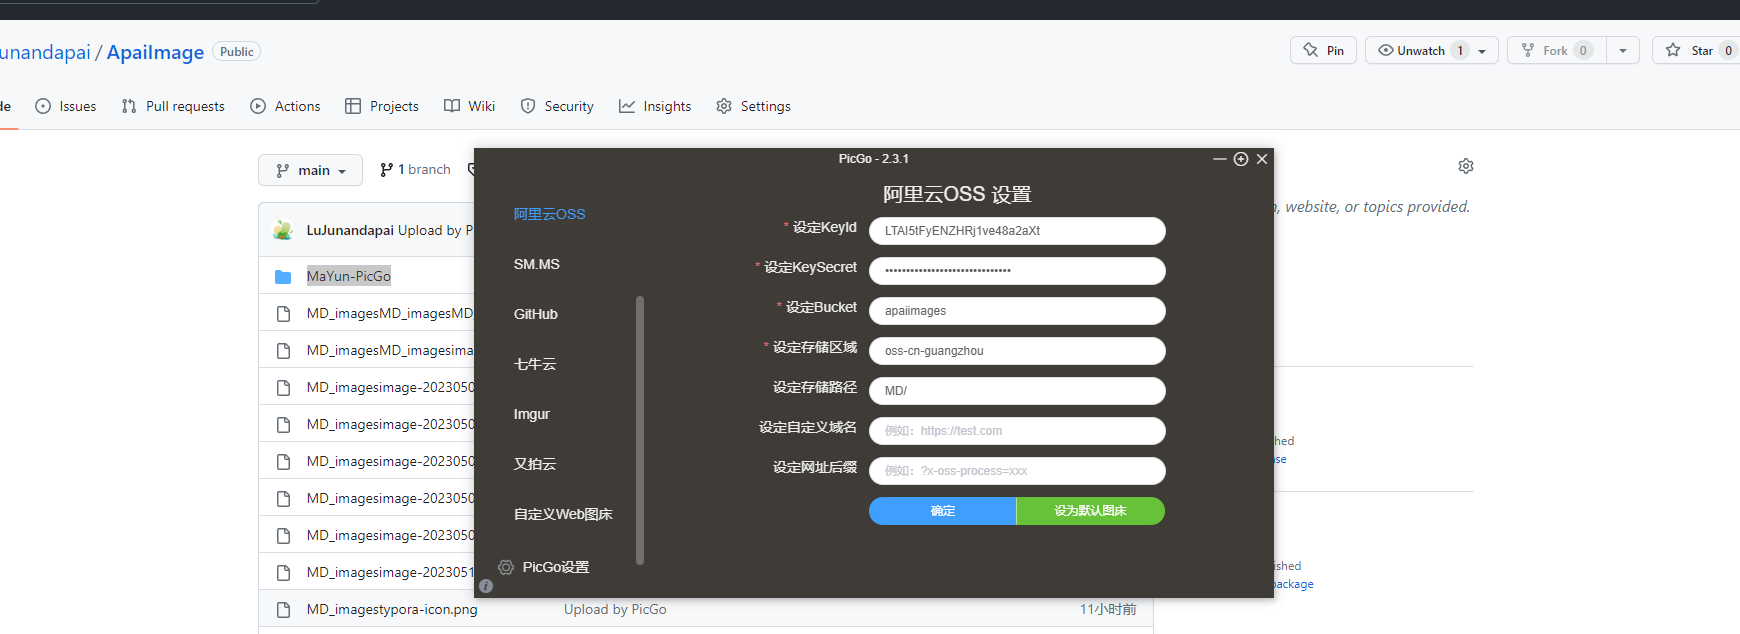 unandapai / ApaiImage Public
Pin Unwatch 1 Fork 0 Star 0
de Issues Pull requests Actions Projects Wiki Security Insights Settings
main 1 branch
LuJunandapai Upload by P
MaYun-PicGo
MD_imagesMD_imagesMD_
MD_imagesMD_imagesima
MD_imagesimage-2023050
MD_imagesimage-2023050
MD_imagesimage-2023050
MD_imagesimage-2023050
MD_imagesimage-2023050
MD_imagesimage-2023051
MD_imagestypora-icon.png Upload by PicGo 11小时前
PicGo - 2.3.1
阿里云OSS
SM.MS
GitHub
七牛云
Imgur
又拍云
自定义Web图床
PicGo设置
阿里云OSS 设置
* 设定KeyId LTAI5tFyENZHRj1ve48a2aXt
* 设定KeySecret ••••••••••••••••••••••••••••••
* 设定Bucket apaiimages
* 设定存储区域 oss-cn-guangzhou
设定存储路径 MD/
设定自定义域名 例如：https://test.com
设定网址后缀 例如：?x-oss-process=xxx
确定 设为默认图床
, website, or topics provided.
hed
se
ished
package